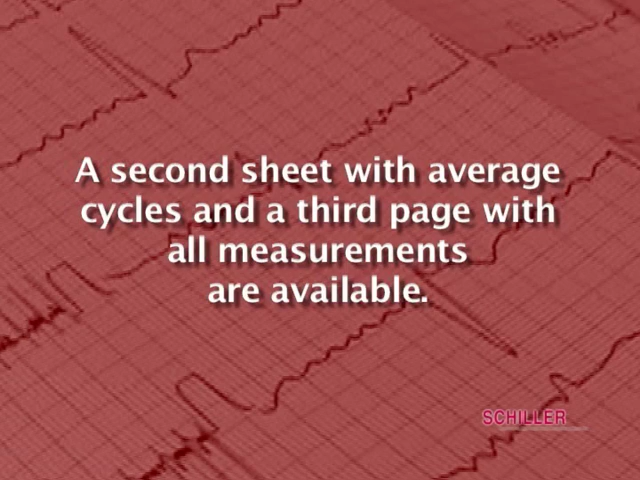 A second sheet with average
cycles and a third page with
all measurements
are available.
SCHILLER